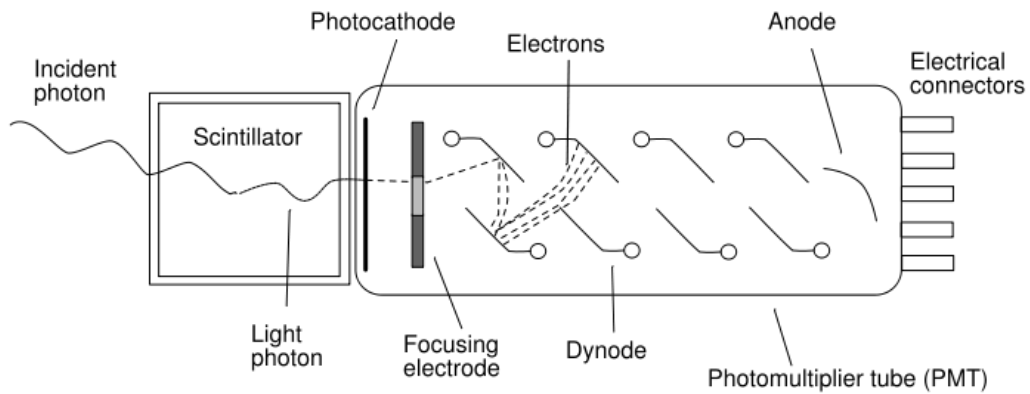 Photocathode
Anode
Electrons
Incident
photon
Electrical
connectors
Scintillator
Light
photon
Focusing
electrode
Dynode
Photomultiplier tube (PMT)